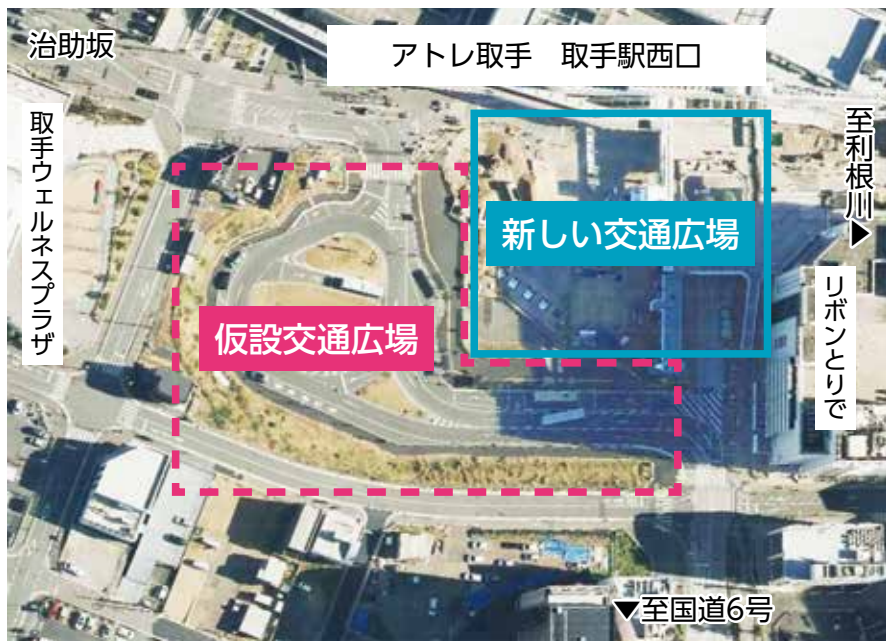 治助坂
アトレ取手 取手駅西口
取手ウェルネスプラザ
至利根川▶
新しい交通広場
リボンとりで
仮設交通広場
▼至国道6号